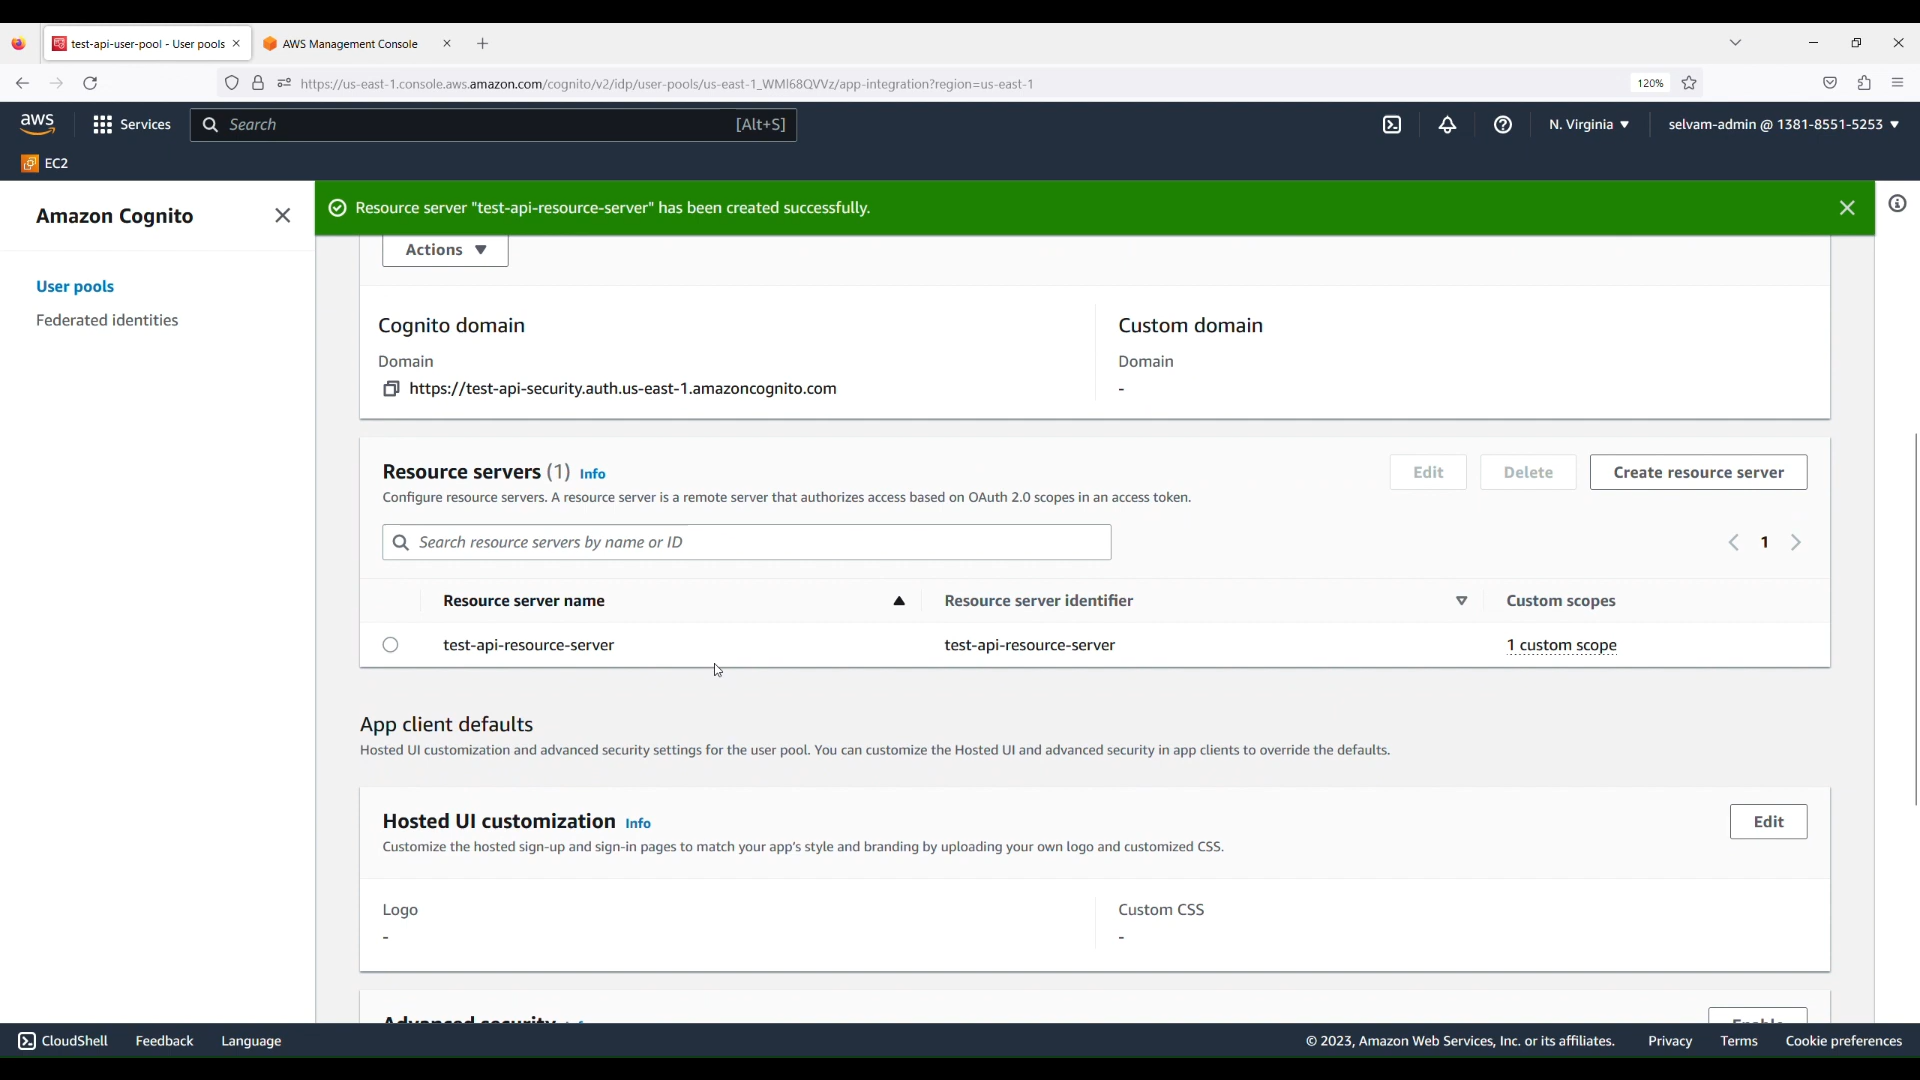 test-api-user-pool - User pools
AWS Management Console
https://us-east-1.console.aws.amazon.com/cognito/v2/idp/user-pools/us-east-1_WMI68QVVz/app-integration?region=us-east-1
120%
aws
Services
Search
[Alt+S]
N. Virginia
selvam-admin @ 1381-8551-5253
EC2
Amazon Cognito
User pools
Federated identities
Resource server "test-api-resource-server" has been created successfully.
Actions
Cognito domain
Domain
https://test-api-security.auth.us-east-1.amazoncognito.com
Custom domain
Domain
-
Resource servers (1) Info
Configure resource servers. A resource server is a remote server that authorizes access based on OAuth 2.0 scopes in an access token.
Edit
Delete
Create resource server
Search resource servers by name or ID
1
Resource server name
Resource server identifier
Custom scopes
test-api-resource-server
test-api-resource-server
1 custom scope
App client defaults
Hosted UI customization and advanced security settings for the user pool. You can customize the Hosted UI and advanced security in app clients to override the defaults.
Hosted UI customization Info
Edit
Customize the hosted sign-up and sign-in pages to match your app's style and branding by uploading your own logo and customized CSS.
Logo
-
Custom CSS
-
Advanced security
Enable
CloudShell
Feedback
Language
© 2023, Amazon Web Services, Inc. or its affiliates.
Privacy
Terms
Cookie preferences